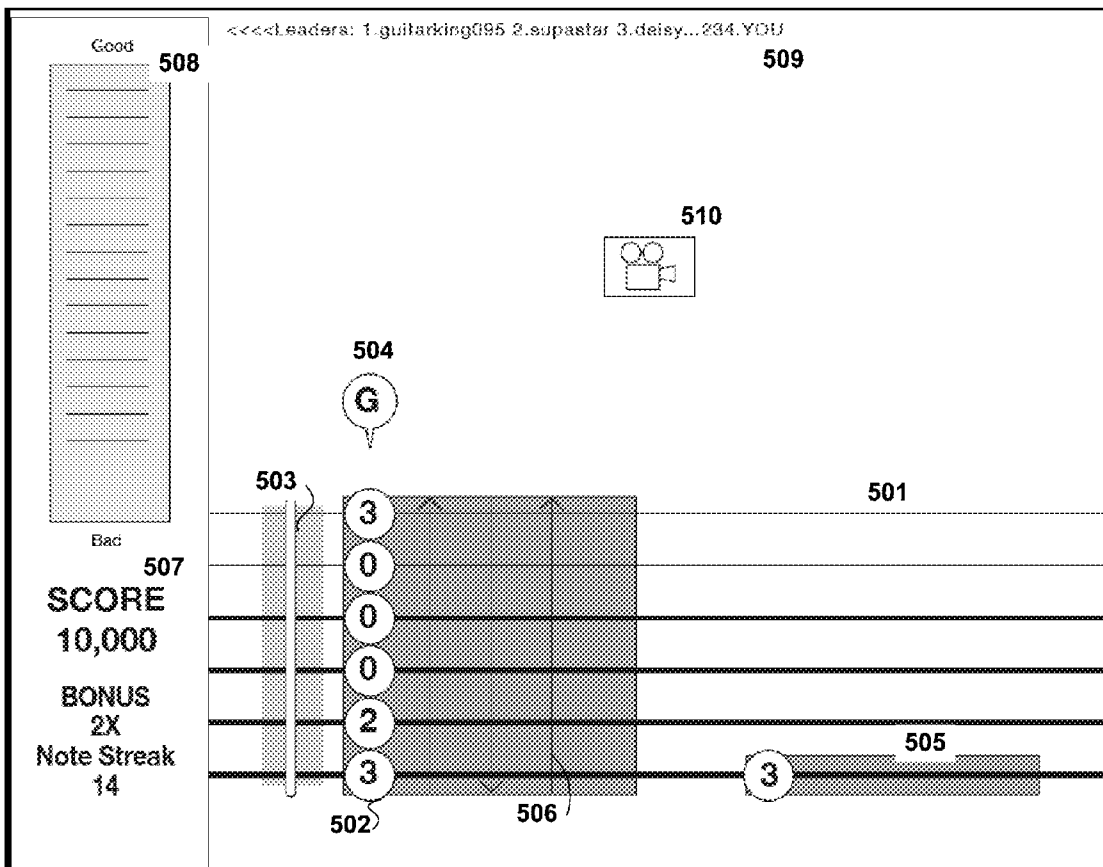 <<<<Leaders: 1.guitarking095 2.supastar 3.daisy...234.YOU
Good
508
509
510
504
G
503
501
3
Bad
507
0
SCORE
10,000
0
0
BONUS
2X
Note Streak
14
2
505
3
3
502
506